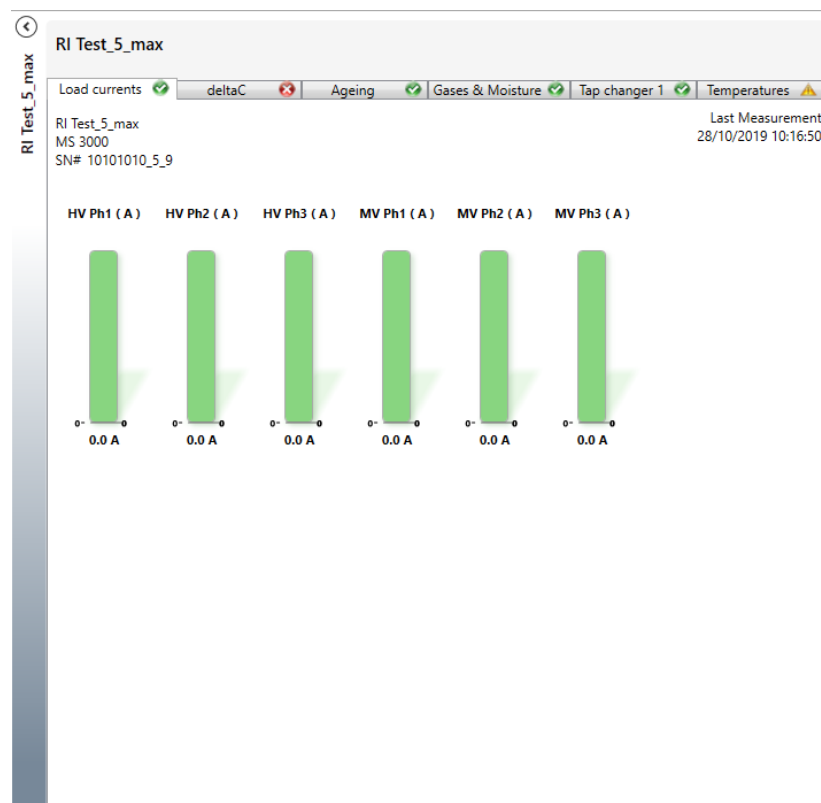 RI Test_5_max
RI Test_5_max
Load currents deltaC Ageing Gases & Moisture Tap changer 1 Temperatures
RI Test_5_max
MS 3000
SN# 10101010_5_9
Last Measurement
28/10/2019 10:16:50
HV Ph1 ( A ) HV Ph2 ( A ) HV Ph3 ( A ) MV Ph1 ( A ) MV Ph2 ( A ) MV Ph3 ( A )
0- 0 0- 0 0- 0 0- 0 0- 0 0- 0
0.0 A 0.0 A 0.0 A 0.0 A 0.0 A 0.0 A